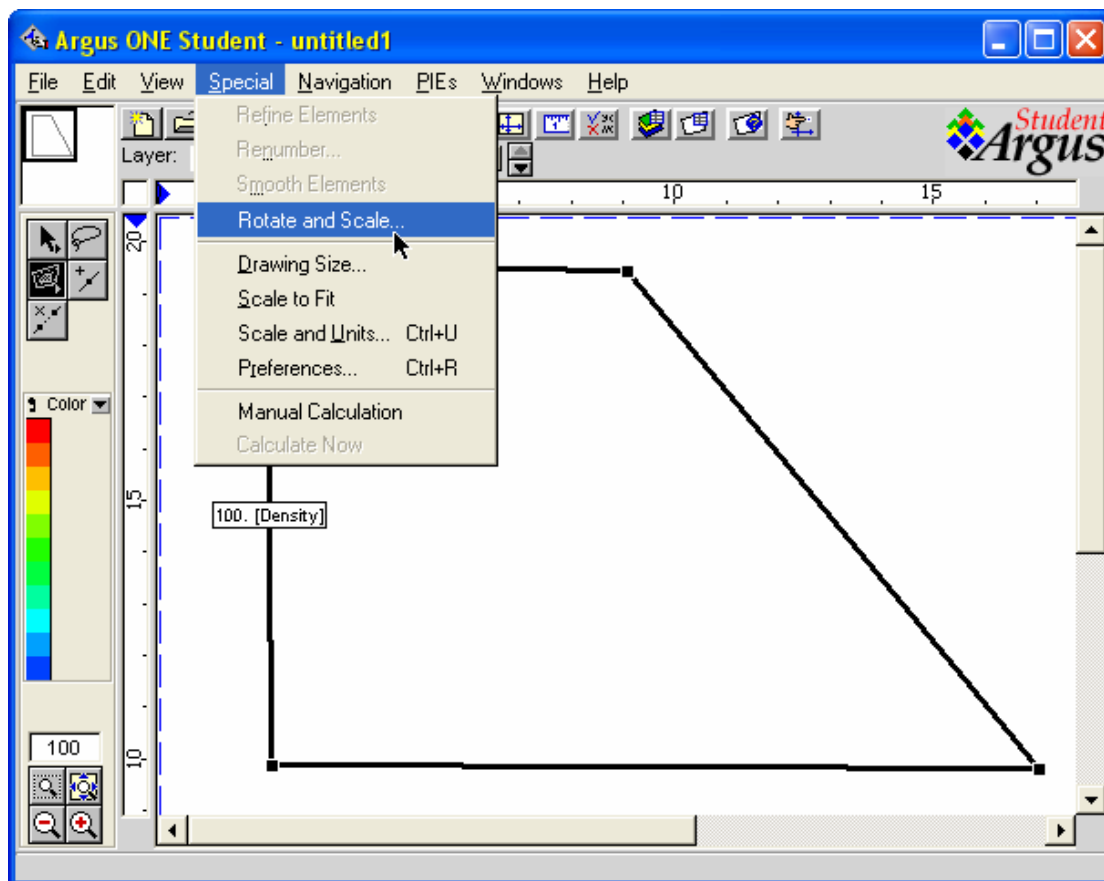 Argus ONE Student - untitled1
File Edit View Special Navigation PIEs Windows Help
Refine Elements
Renumber...
Smooth Elements
Rotate and Scale...
Drawing Size...
Scale to Fit
Scale and Units... Ctrl+U
Preferences... Ctrl+R
Manual Calculation
Calculate Now
Layer:
Student
Argus
10 15
20
15
10
Color
100. [Density]
100